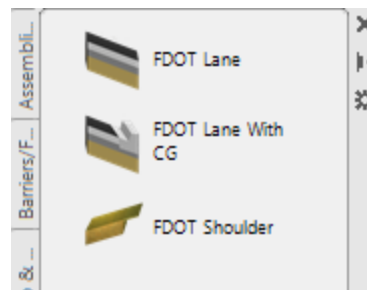 Assembli...
FDOT Lane
FDOT Lane With
CG
Barriers/F...
FDOT Shoulder
& ...